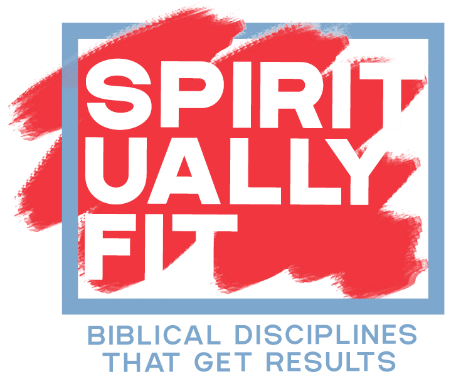 SPIRIT
UALLY
FIT
BIBLICAL DISCIPLINES
THAT GET RESULTS